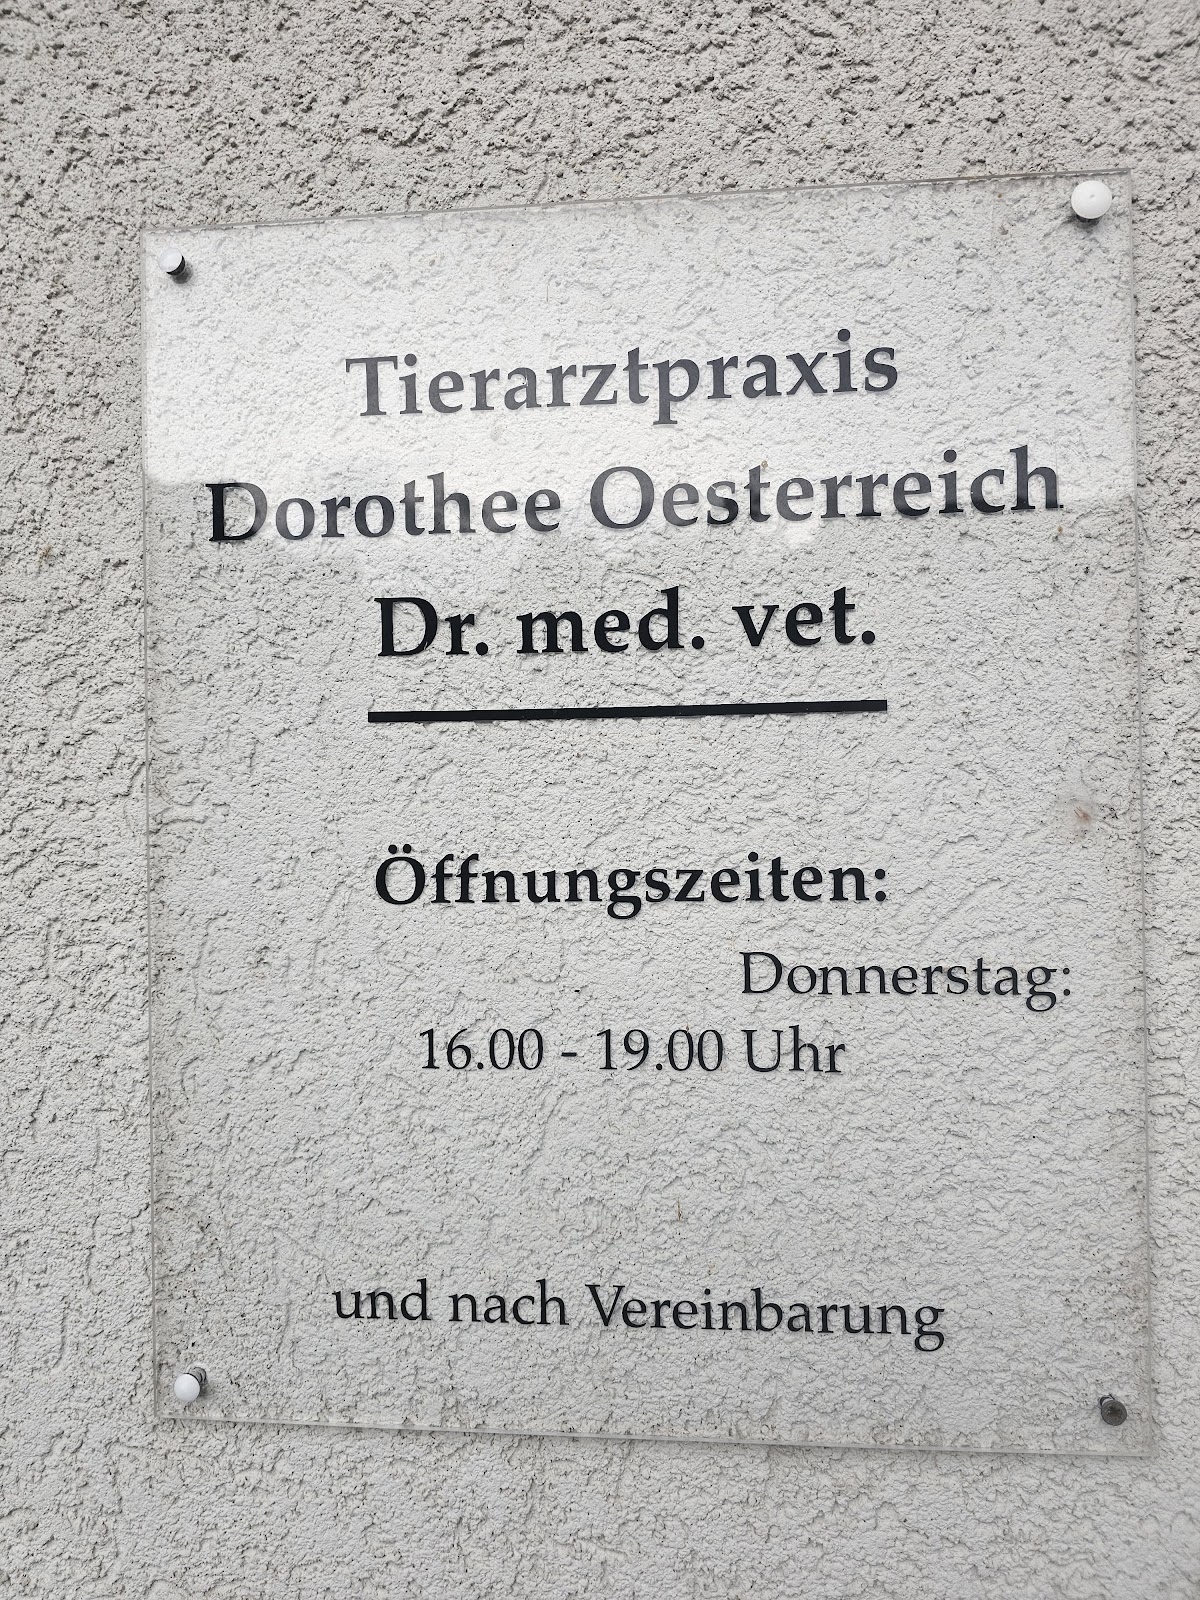 Tierarztpraxis
Dorothee Oesterreich
Dr. med. vet.
Öffnungszeiten:
Donnerstag:
16.00 - 19.00 Uhr
und nach Vereinbarung